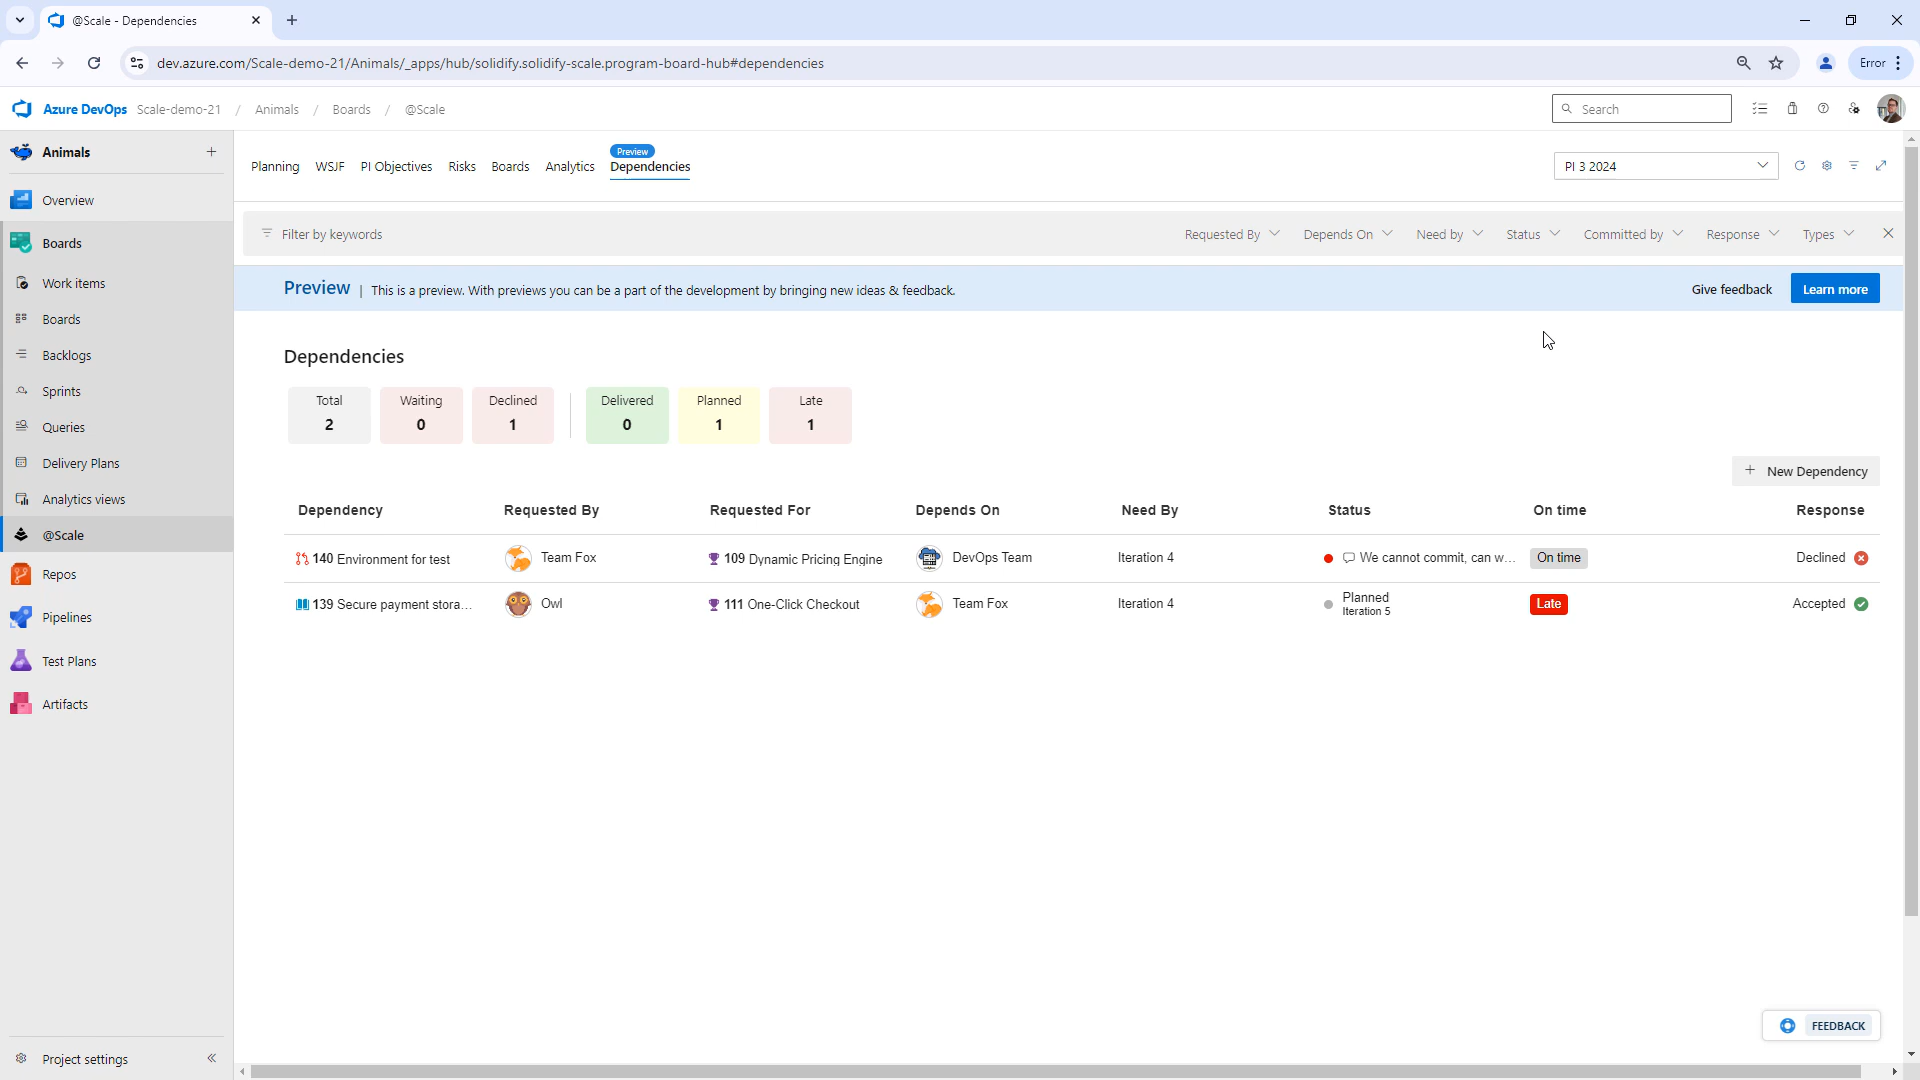 @Scale - Dependencies
dev.azure.com/Scale-demo-21/Animals/_apps/hub/solidify.solidify-scale.program-board-hub#dependencies
Error
Azure DevOps Scale-demo-21 / Animals / Boards / @Scale
Search
Animals
Overview
Boards
Work items
Boards
Backlogs
Sprints
Queries
Delivery Plans
Analytics views
@Scale
Repos
Pipelines
Test Plans
Artifacts
Project settings
Preview
Planning WSJF PI Objectives Risks Boards Analytics Dependencies
PI 3 2024
Filter by keywords
Requested By Depends On Need by Status Committed by Response Types
Preview | This is a preview. With previews you can be a part of the development by bringing new ideas & feedback.
Give feedback Learn more
Dependencies
Total Waiting Declined Delivered Planned Late
2 0 1 0 1 1
+ New Dependency
Dependency Requested By Requested For Depends On Need By Status On time Response
140 Environment for test Team Fox 109 Dynamic Pricing Engine DevOps Team Iteration 4 We cannot commit, can w... On time Declined
139 Secure payment stora... Owl 111 One-Click Checkout Team Fox Iteration 4 Planned Late Accepted
Iteration 5
FEEDBACK